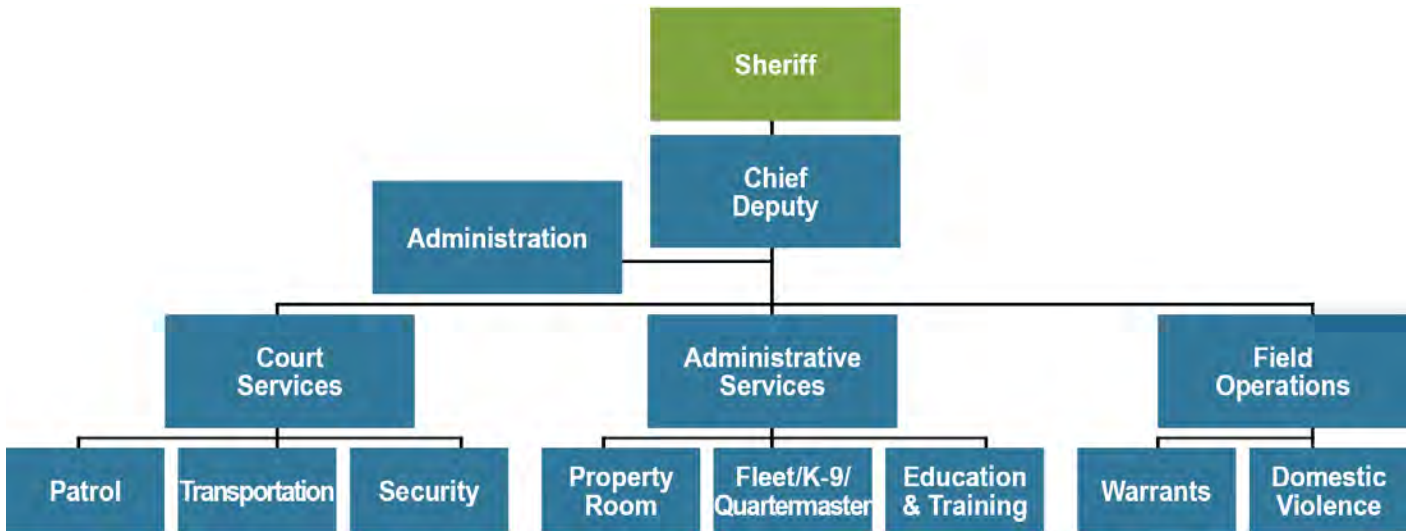 Sheriff
Chief
Deputy
Administration
Court
Services
Administrative
Services
Field
Operations
Patrol
Transportation
Security
Property
Room
Fleet/K-9/
Quartermaster
Education
& Training
Warrants
Domestic
Violence